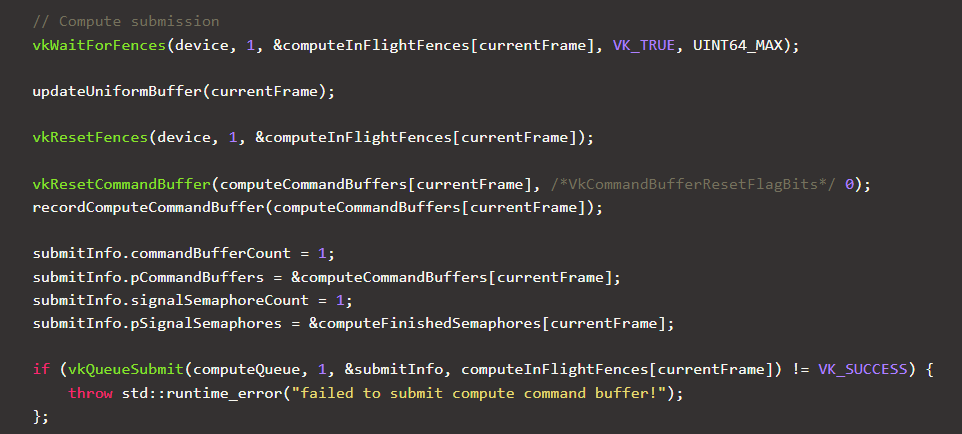 // Compute submission
vkWaitForFences(device, 1, &computeInFlightFences[currentFrame], VK_TRUE, UINT64_MAX);
updateUniformBuffer(currentFrame);
vkResetFences(device, 1, &computeInFlightFences[currentFrame]);
vkResetCommandBuffer(computeCommandBuffers[currentFrame], /*VkCommandBufferResetFlagBits*/ 0);
recordComputeCommandBuffer(computeCommandBuffers[currentFrame]);
submitInfo.commandBufferCount = 1;
submitInfo.pCommandBuffers = &computeCommandBuffers[currentFrame];
submitInfo.signalSemaphoreCount = 1;
submitInfo.pSignalSemaphores = &computeFinishedSemaphores[currentFrame];
if (vkQueueSubmit(computeQueue, 1, &submitInfo, computeInFlightFences[currentFrame]) != VK_SUCCESS) {
    throw std::runtime_error("failed to submit compute command buffer!");
};